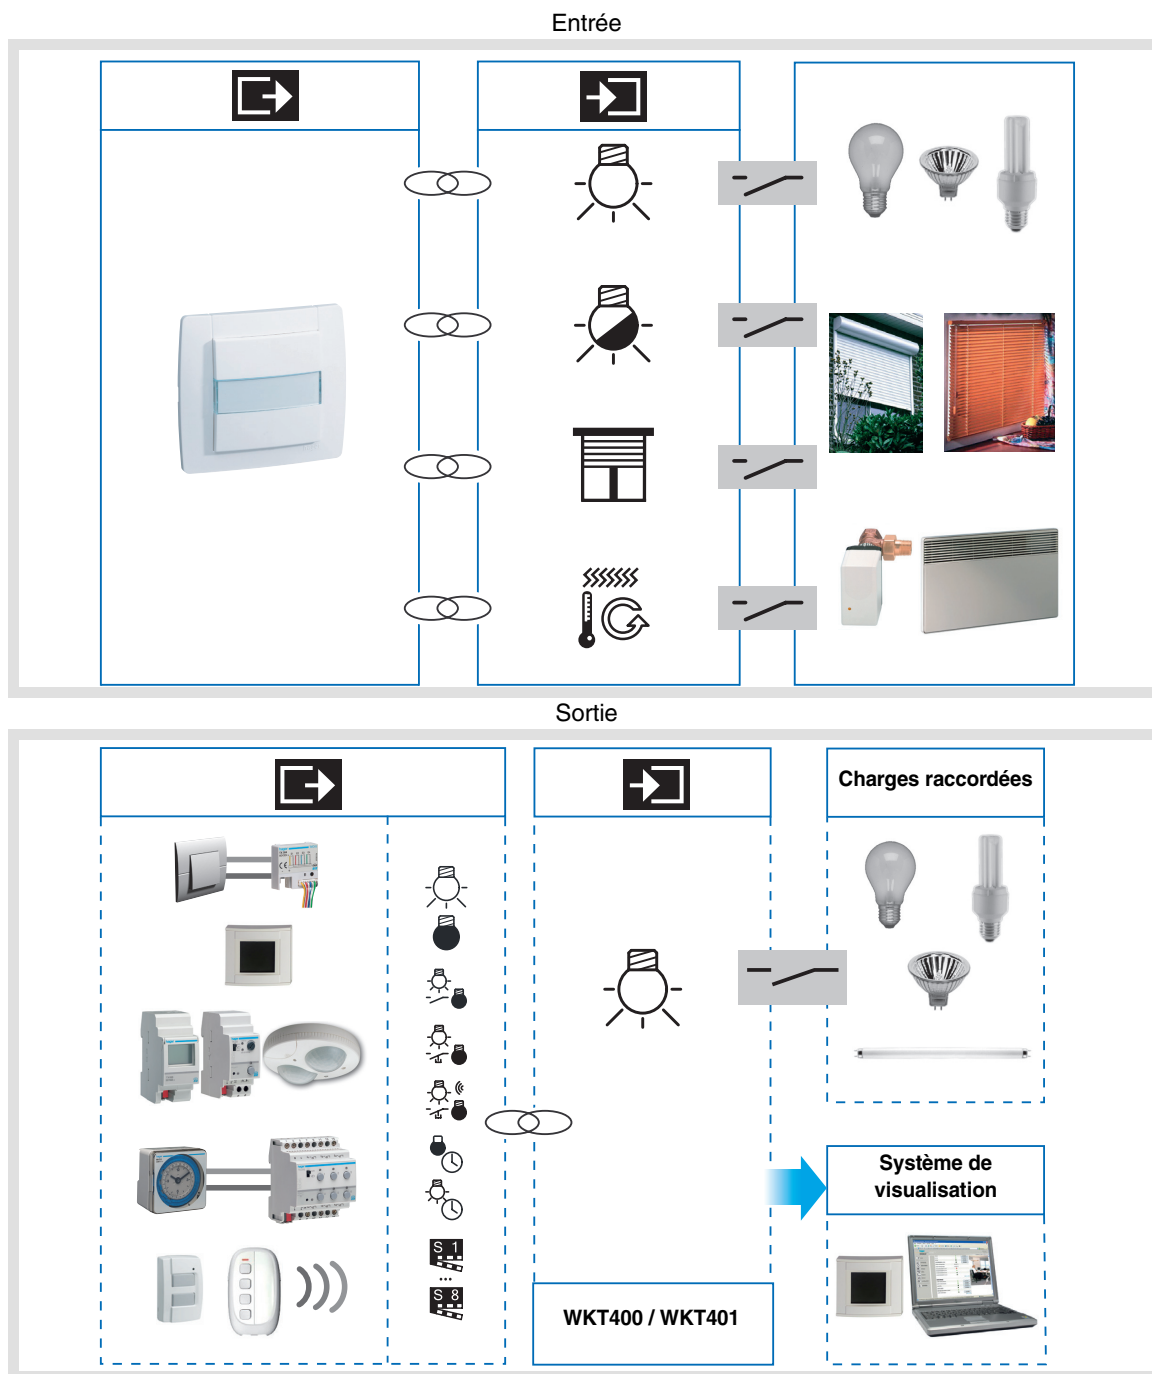 Entrée
Sortie
Charges raccordées
S 1
...
S 8
Système de
visualisation
WKT400 / WKT401